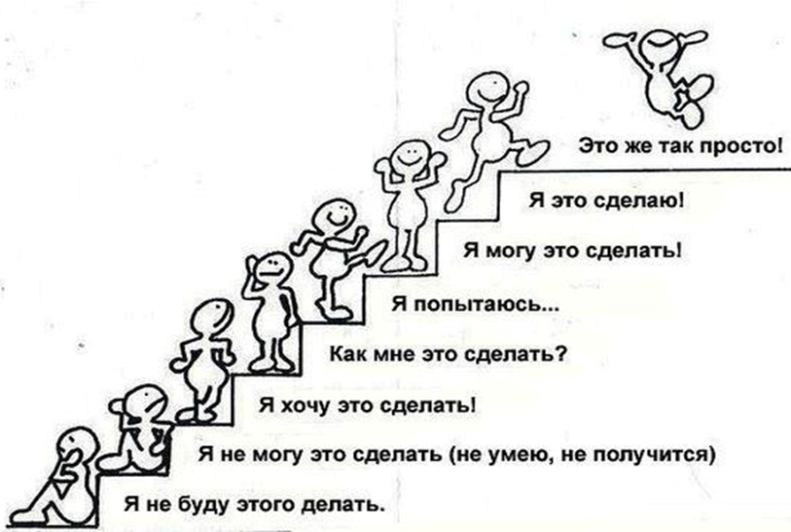 Это же так просто!
Я это сделаю!
Я могу это сделать!
Я попытаюсь...
Как мне это сделать?
Я хочу это сделать!
Я не могу это сделать (не умею, не получится)
Я не буду этого делать.